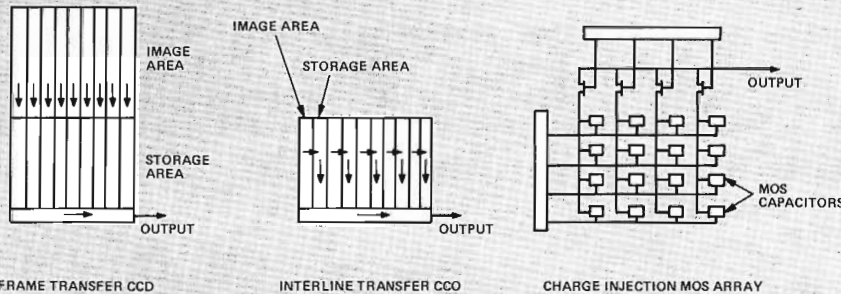 IMAGE
AREA
STORAGE
AREA
OUTPUT
FRAME TRANSFER CCD
IMAGE AREA
STORAGE AREA
OUTPUT
INTERLINE TRANSFER CCO
OUTPUT
MOS
CAPACITORS
CHARGE INJECTION MOS ARRAY